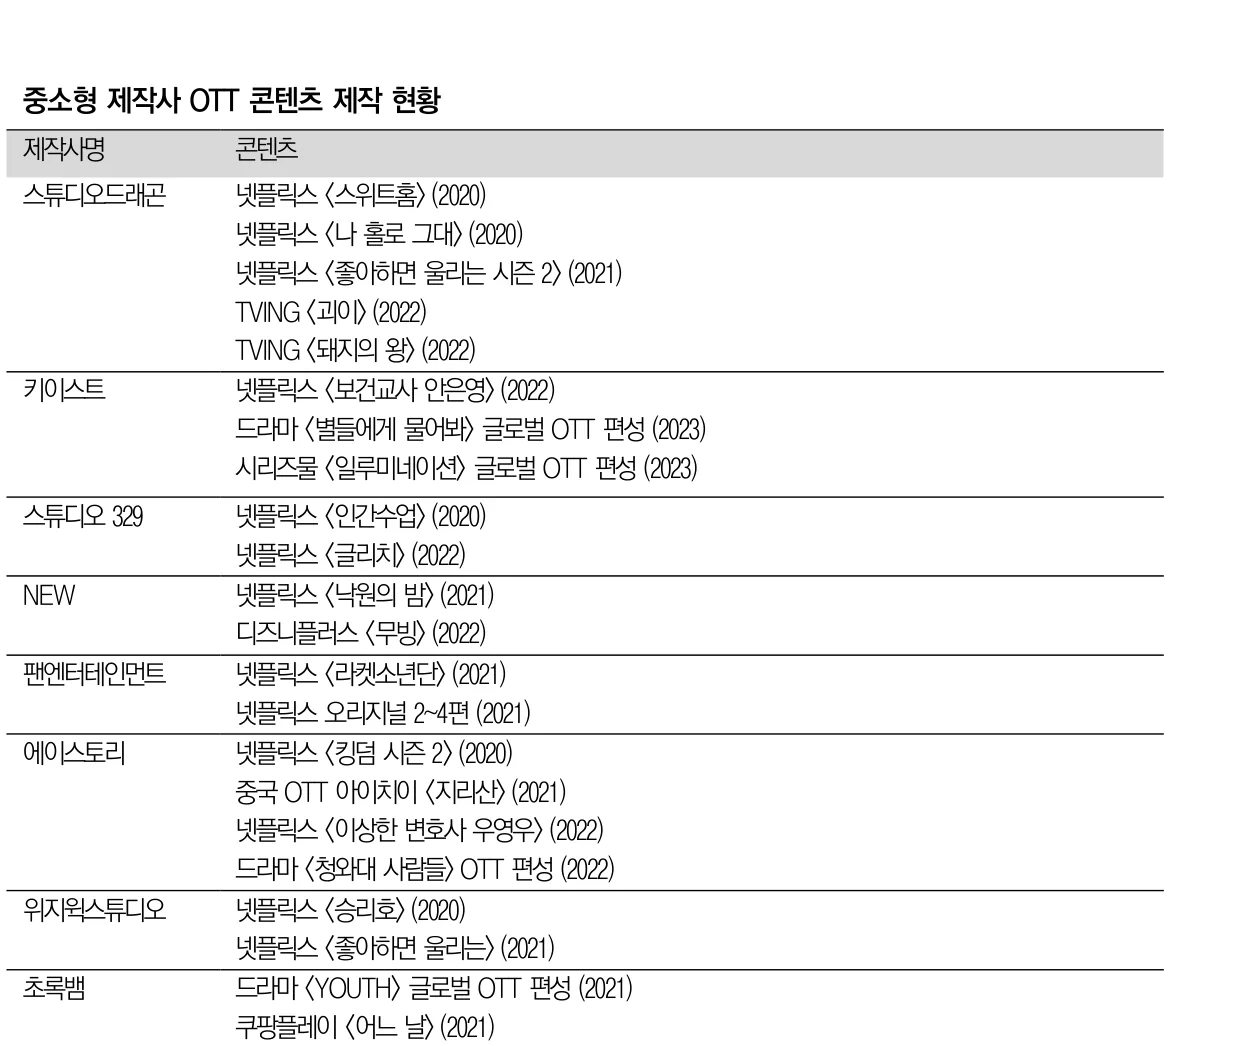 중소형 제작사 OTT 콘텐츠 제작 현황
제작사명 콘텐츠
스튜디오드래곤 넷플릭스 〈스위트홈〉 (2020)
넷플릭스 〈나 홀로 그대〉 (2020)
넷플릭스 〈좋아하면 울리는 시즌 2〉 (2021)
TVING 〈괴이〉 (2022)
TVING 〈돼지의 왕〉 (2022)
키이스트 넷플릭스 〈보건교사 안은영〉 (2022)
드라마 〈별들에게 물어봐〉 글로벌 OTT 편성 (2023)
시리즈물 〈일루미네이션〉 글로벌 OTT 편성 (2023)
스튜디오 329 넷플릭스 〈인간수업〉 (2020)
넷플릭스 〈글리치〉 (2022)
NEW 넷플릭스 〈낙원의 밤〉 (2021)
디즈니플러스 〈무빙〉 (2022)
팬엔터테인먼트 넷플릭스 〈라켓소년단〉 (2021)
넷플릭스 오리지널 2~4편 (2021)
에이스토리 넷플릭스 〈킹덤 시즌 2〉 (2020)
중국 OTT 아이치이 〈지리산〉 (2021)
넷플릭스 〈이상한 변호사 우영우〉 (2022)
드라마 〈청와대 사람들〉 OTT 편성 (2022)
위지윅스튜디오 넷플릭스 〈승리호〉 (2020)
넷플릭스 〈좋아하면 울리는〉 (2021)
초록뱀 드라마 〈YOUTH〉 글로벌 OTT 편성 (2021)
쿠팡플레이 〈어느 날〉 (2021)